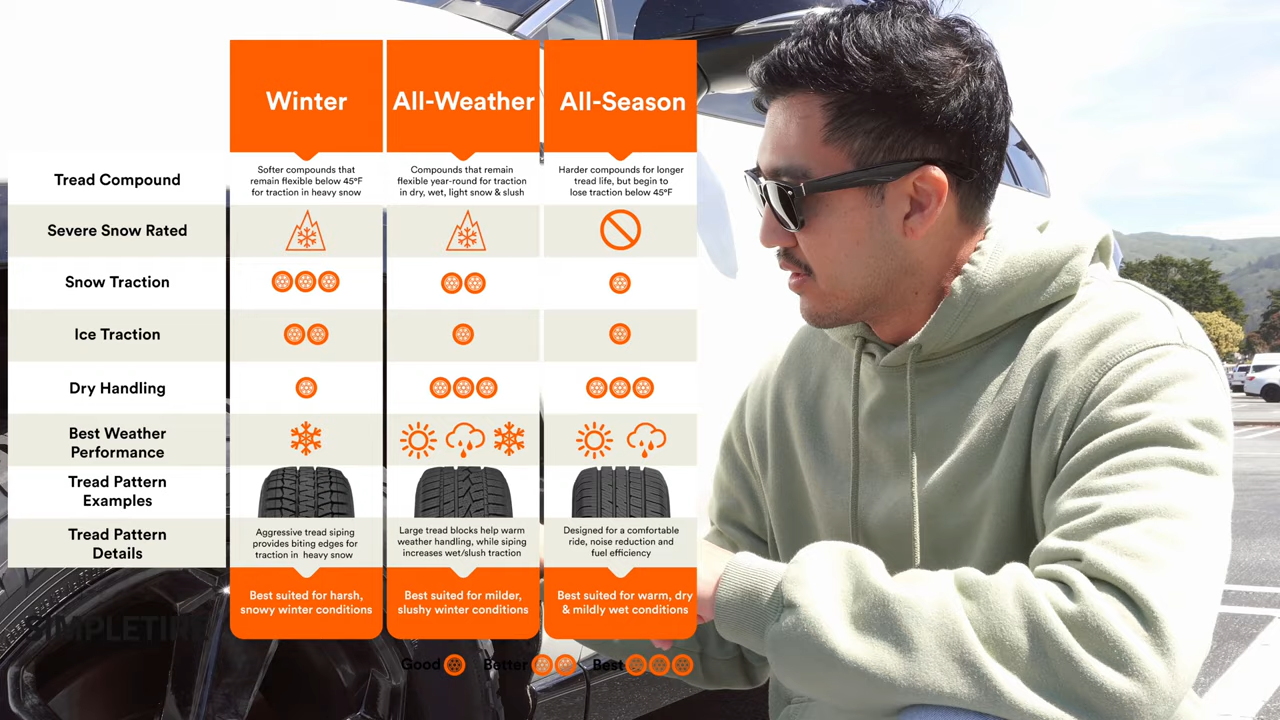 Winter
All-Weather
All-Season
Tread Compound
Softer compounds that
remain flexible below 45°F
for traction in heavy snow
Compounds that remain
flexible year-round for traction
in dry, wet, light snow & slush
Harder compounds for longer
tread life, but begin to
lose traction below 45°F
Severe Snow Rated
Snow Traction
Ice Traction
Dry Handling
Best Weather
Performance
Tread Pattern
Examples
Tread Pattern
Details
Aggressive tread siping
provides biting edges for
traction in heavy snow
Large tread blocks help warm
weather handling, while siping
increases wet/slush traction
Designed for a comfortable
ride, noise reduction and
fuel efficiency
Best suited for harsh,
snowy winter conditions
Best suited for milder,
slushy winter conditions
Best suited for warm, dry
& mildly wet conditions
SIMPLETIRE
Good
Better
Best